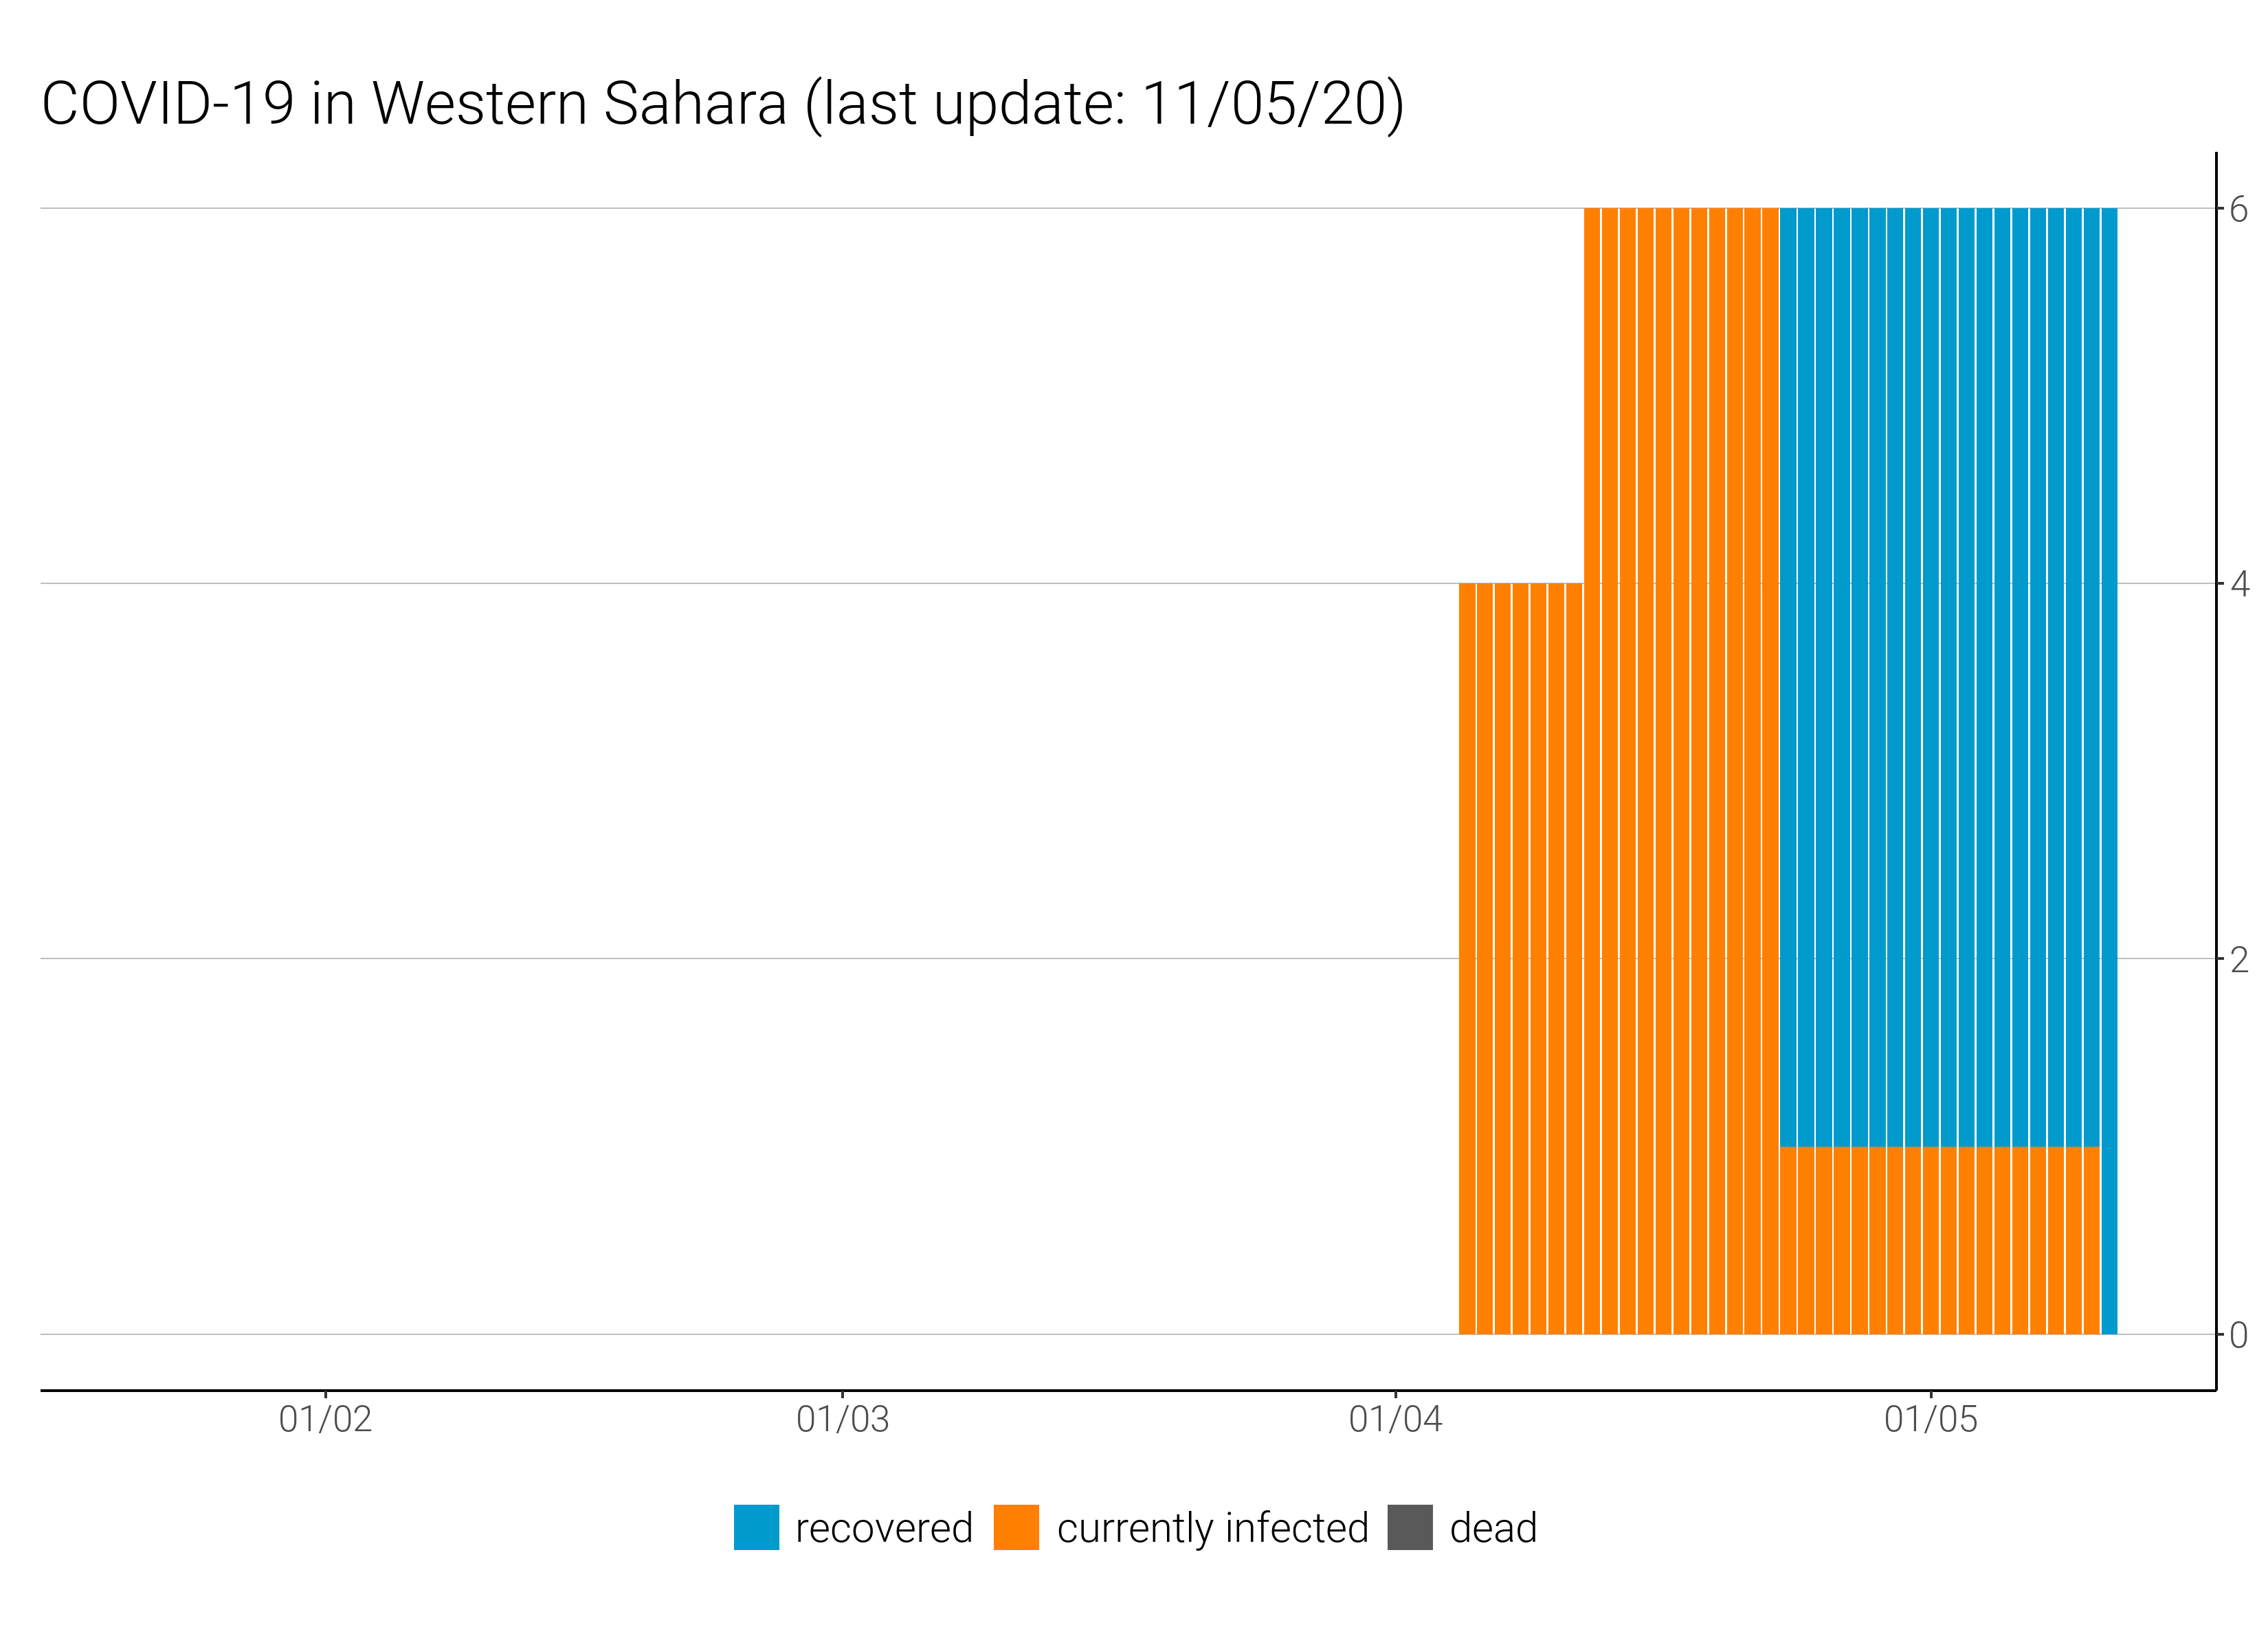 COVID-19 in Western Sahara (last update: 11/05/20)
6
4
2
0
01/02 01/03 01/04 01/05
recovered currently infected dead